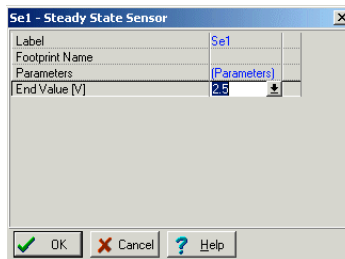 Se1 - Steady State Sensor
Label Se1
Footprint Name
Parameters (Parameters)
End Value [V] 2.5
OK Cancel ? Help